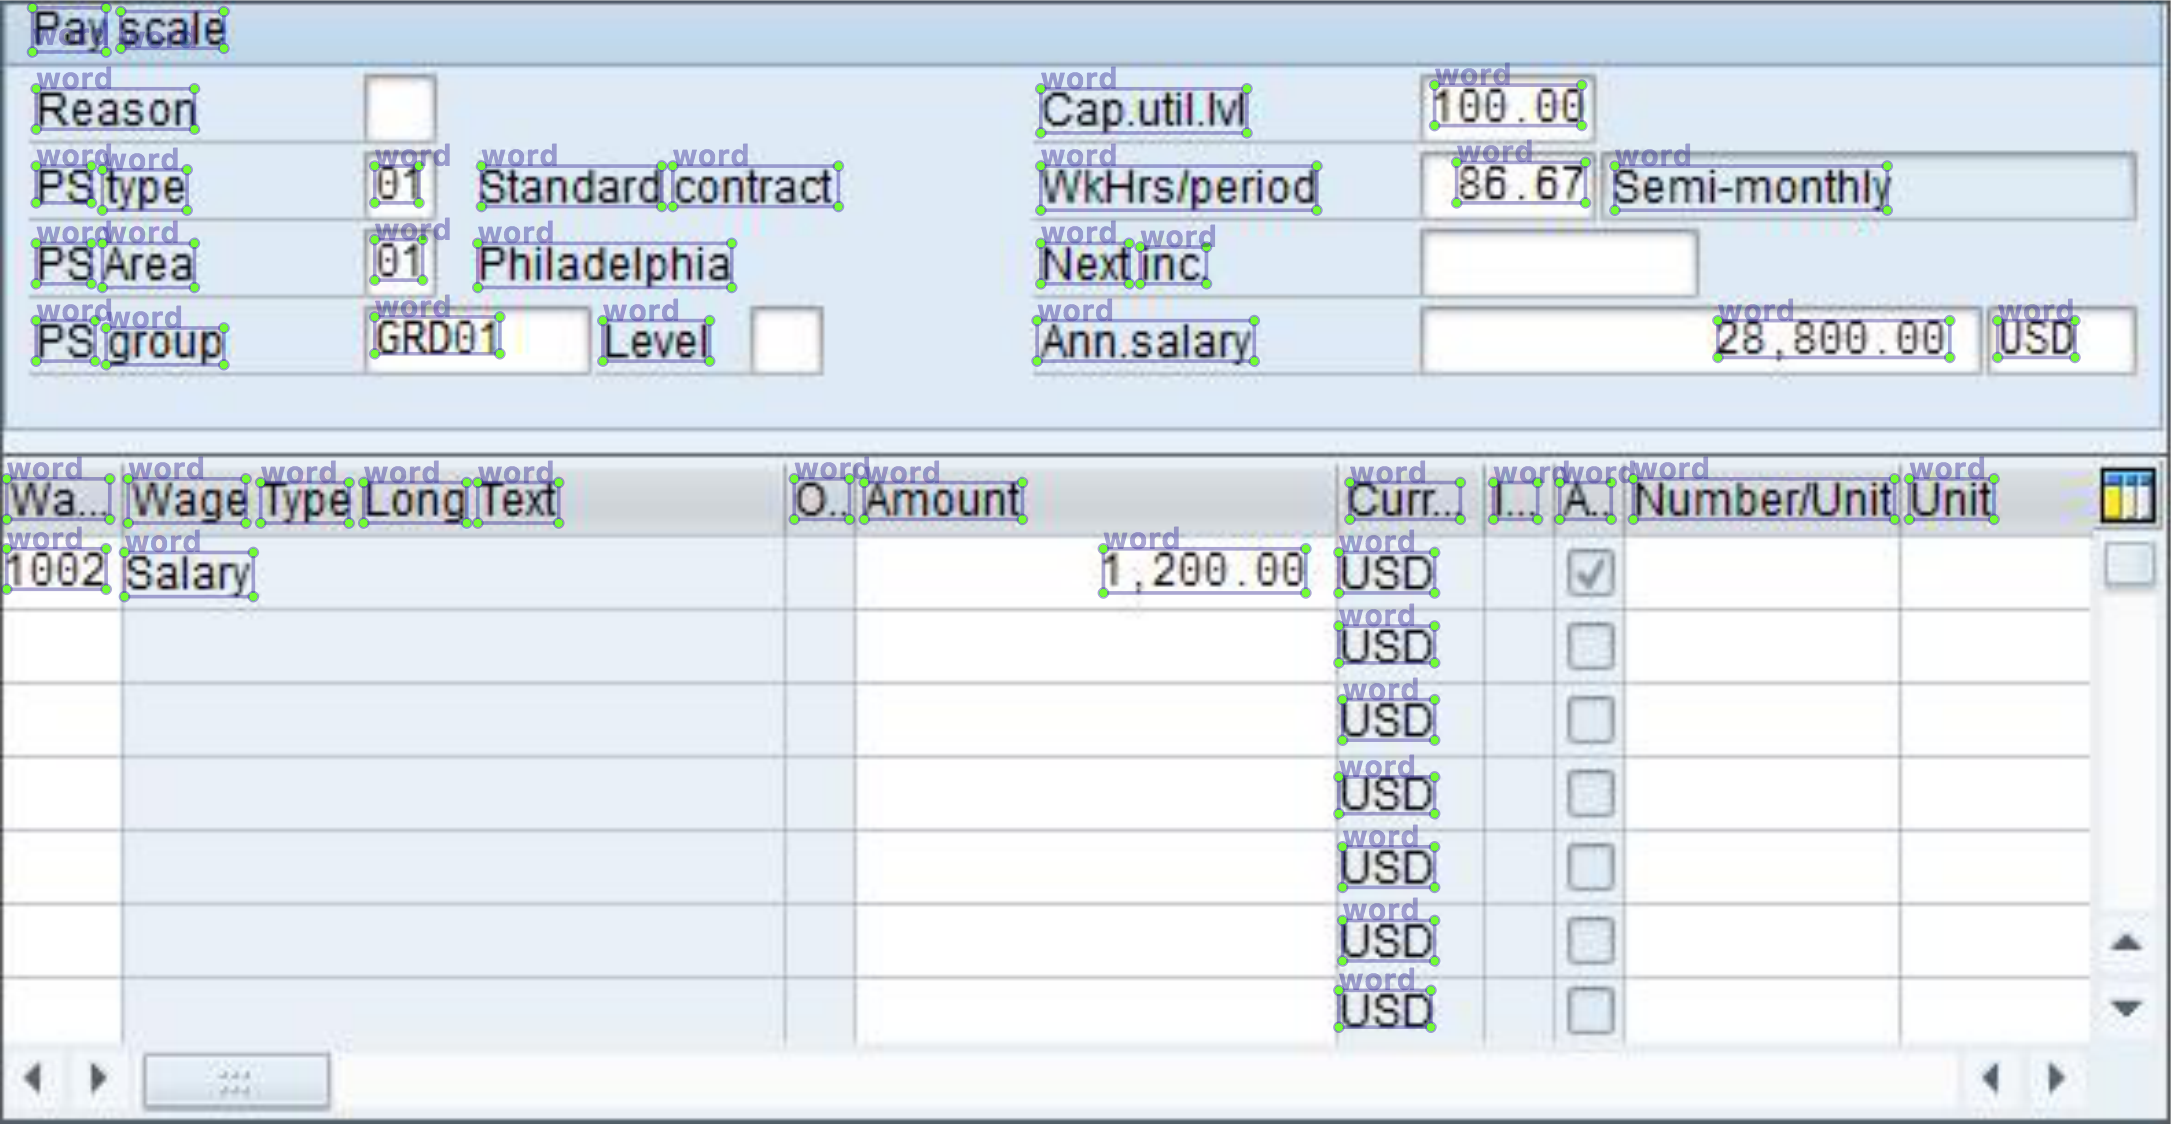 Pay scale
Reason Cap.util.lvl 100.00
PS type 01 Standard contract WkHrs/period 86.67 Semi-monthly
PS Area 01 Philadelphia Next inc.
PS group GRD01 Level Ann.salary 28,800.00 USD
Wa... Wage Type Long Text O.. Amount Curr... I... A.. Number/Unit Unit
1002 Salary 1,200.00 USD
USD
USD
USD
USD
USD
USD